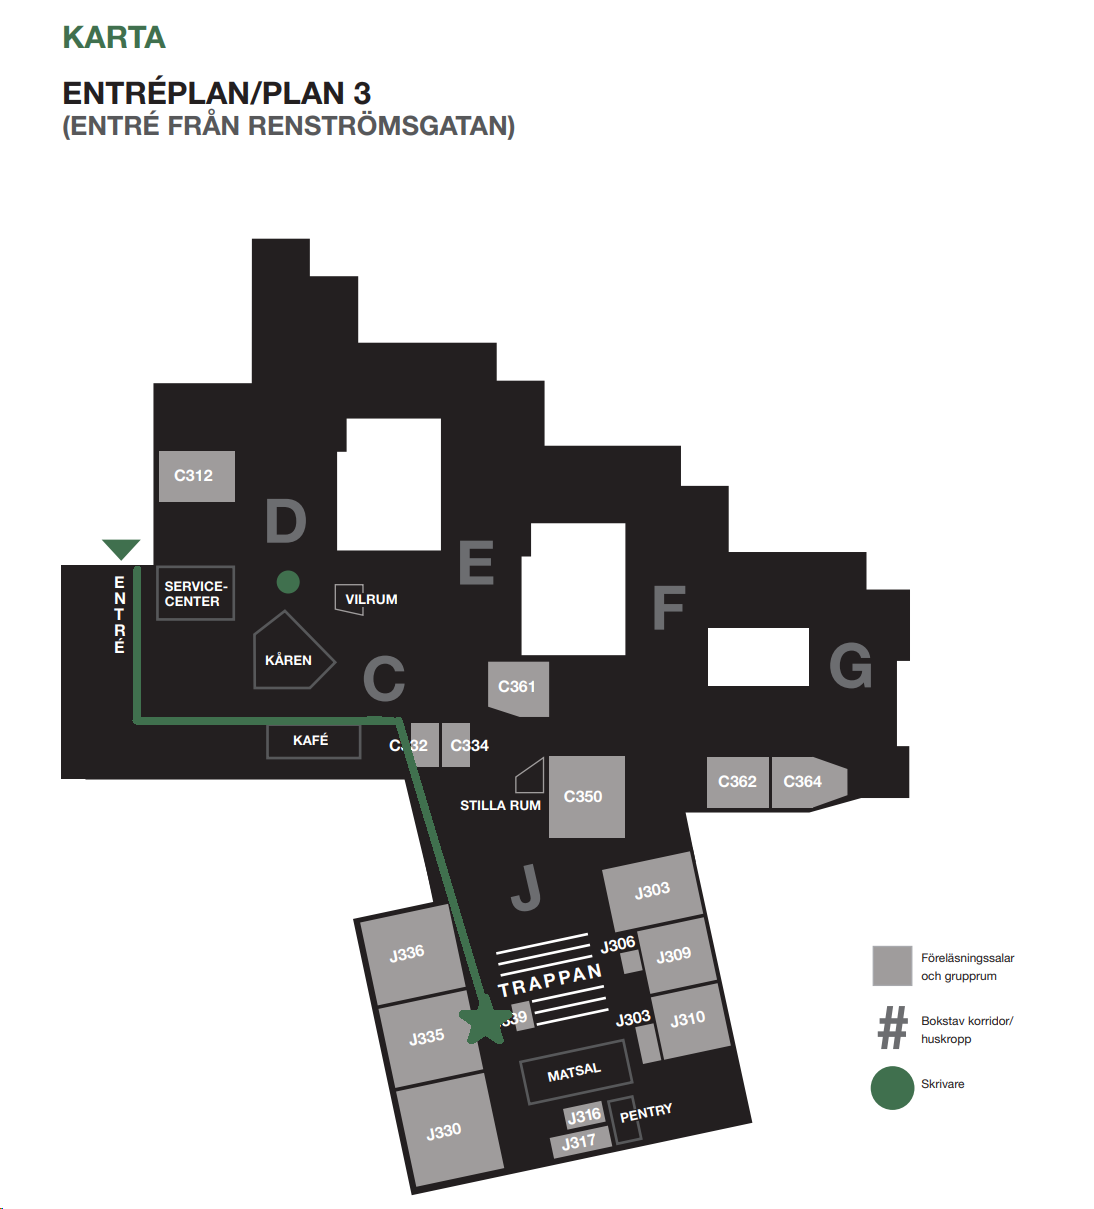 KARTA
ENTRÉPLAN/PLAN 3
(ENTRÉ FRÅN RENSTRÖMSGATAN)
C312
D
E
ENTRÉ
SERVICE-
CENTER
VILRUM
F
KÅREN
C
C361
G
KAFÉ
C332
C334
STILLA RUM
C350
C362
C364
J
J303
J336
J306
J309
TRAPPAN
J335
J303
J310
MATSAL
J316
PENTRY
J330
J317
Föreläsningssalar
och grupprum
#
Bokstav korridor/
huskropp
Skrivare